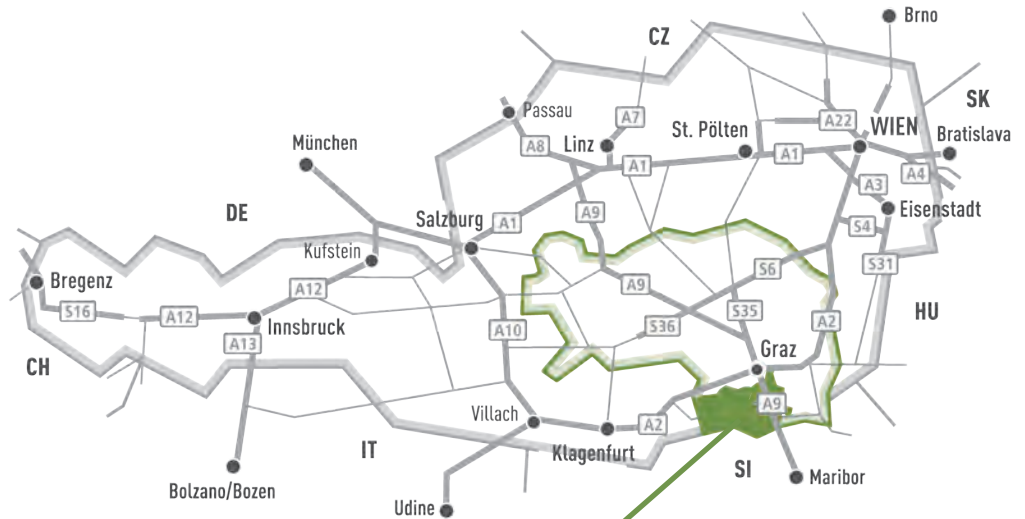 Brno
CZ
SK
Passau
A7
A22
WIEN
München
A8
Linz
St. Pölten
Bratislava
A1
A1
A4
A3
DE
Salzburg
A1
A9
Eisenstadt
S4
Kufstein
S6
S31
Bregenz
A12
A9
S16
A12
Innsbruck
A10
S36
S35
A2
HU
A13
CH
Graz
Villach
A2
A9
Klagenfurt
IT
SI
Maribor
Bolzano/Bozen
Udine